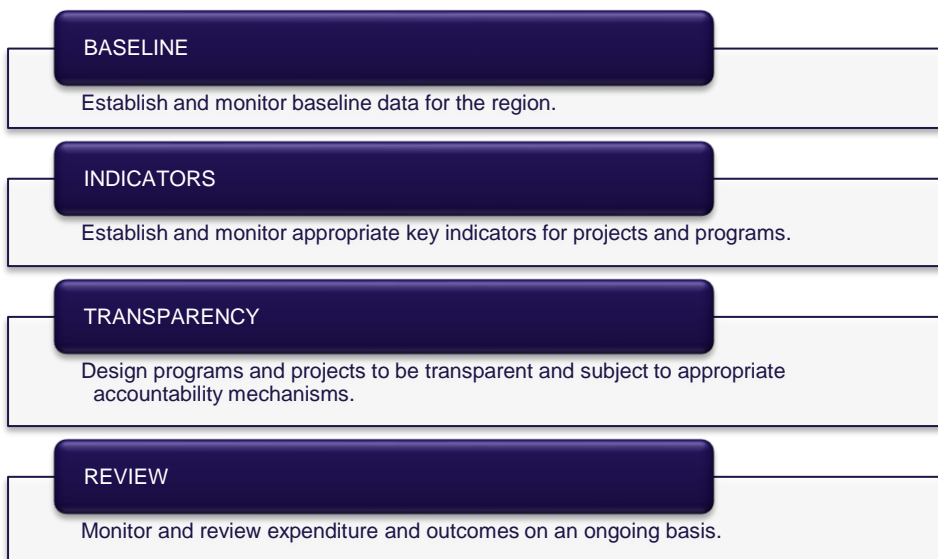 BASELINE
Establish and monitor baseline data for the region.
INDICATORS
Establish and monitor appropriate key indicators for projects and programs.
TRANSPARENCY
Design programs and projects to be transparent and subject to appropriate
accountability mechanisms.
REVIEW
Monitor and review expenditure and outcomes on an ongoing basis.